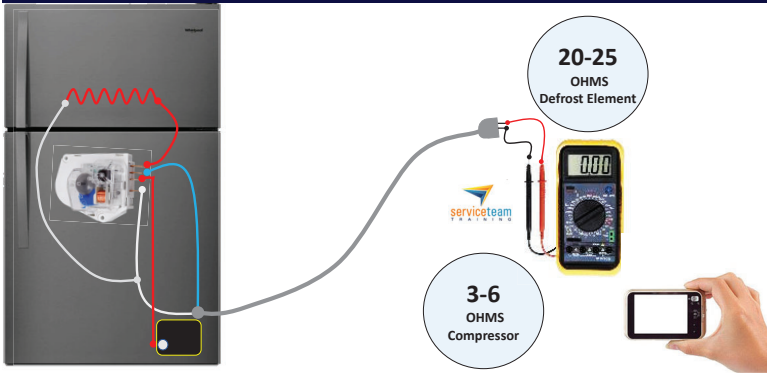 20-25
OHMS
Defrost Element
0.00
serviceteam
TRAINING
3-6
OHMS
Compressor